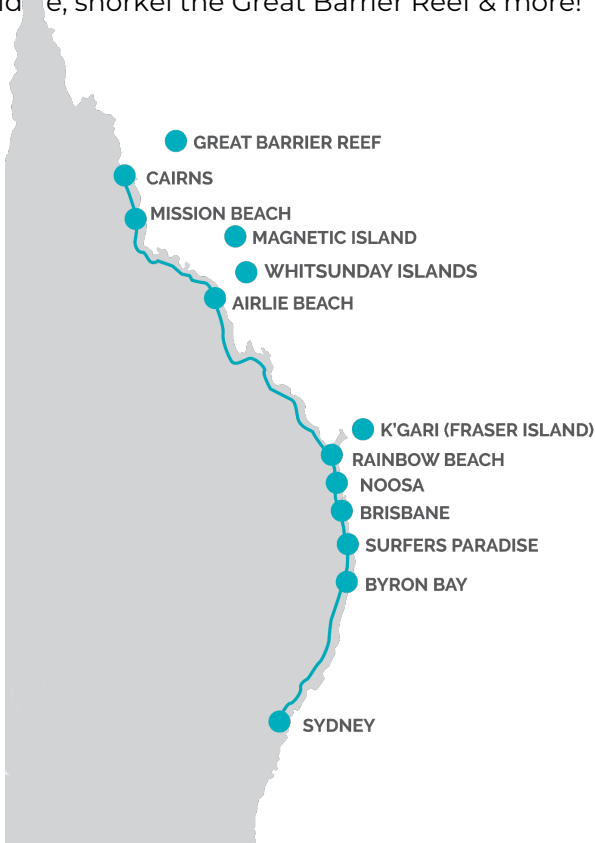 e, snorkel the Great Barrier Reef & more!
GREAT BARRIER REEF
CAIRNS
MISSION BEACH
MAGNETIC ISLAND
WHITSUNDAY ISLANDS
AIRLIE BEACH
K'GARI (FRASER ISLAND)
RAINBOW BEACH
NOOSA
BRISBANE
SURFERS PARADISE
BYRON BAY
SYDNEY